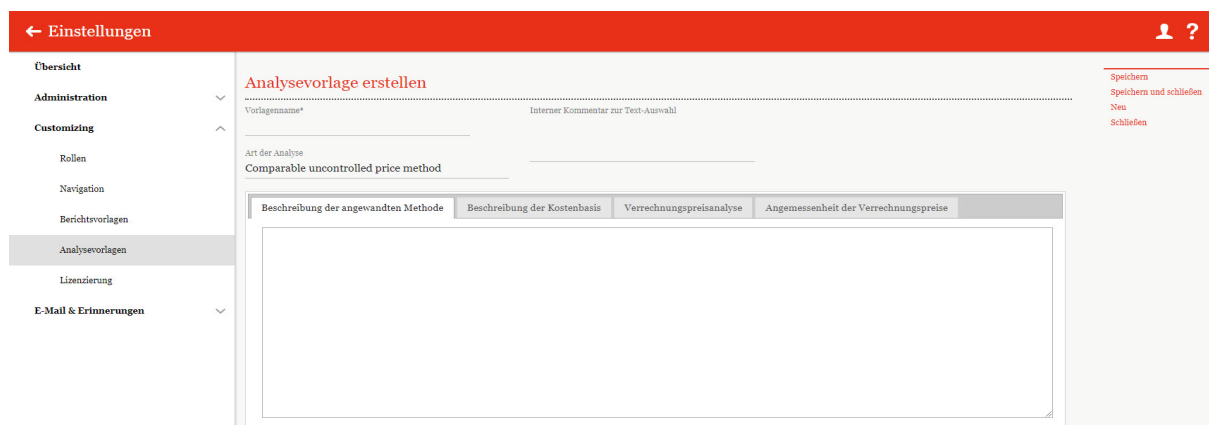 ← Einstellungen
?
Übersicht
Administration
Customizing
Rollen
Navigation
Berichtsvorlagen
Analysevorlagen
Lizenzierung
E-Mail & Erinnerungen
Analysevorlage erstellen
Vorlagenname*
Interner Kommentar zur Text-Auswahl
Art der Analyse
Comparable uncontrolled price method
Beschreibung der angewandten Methode
Beschreibung der Kostenbasis
Verrechnungspreisanalyse
Angemessenheit der Verrechnungspreise
Speichern
Speichern und schließen
Neu
Schließen